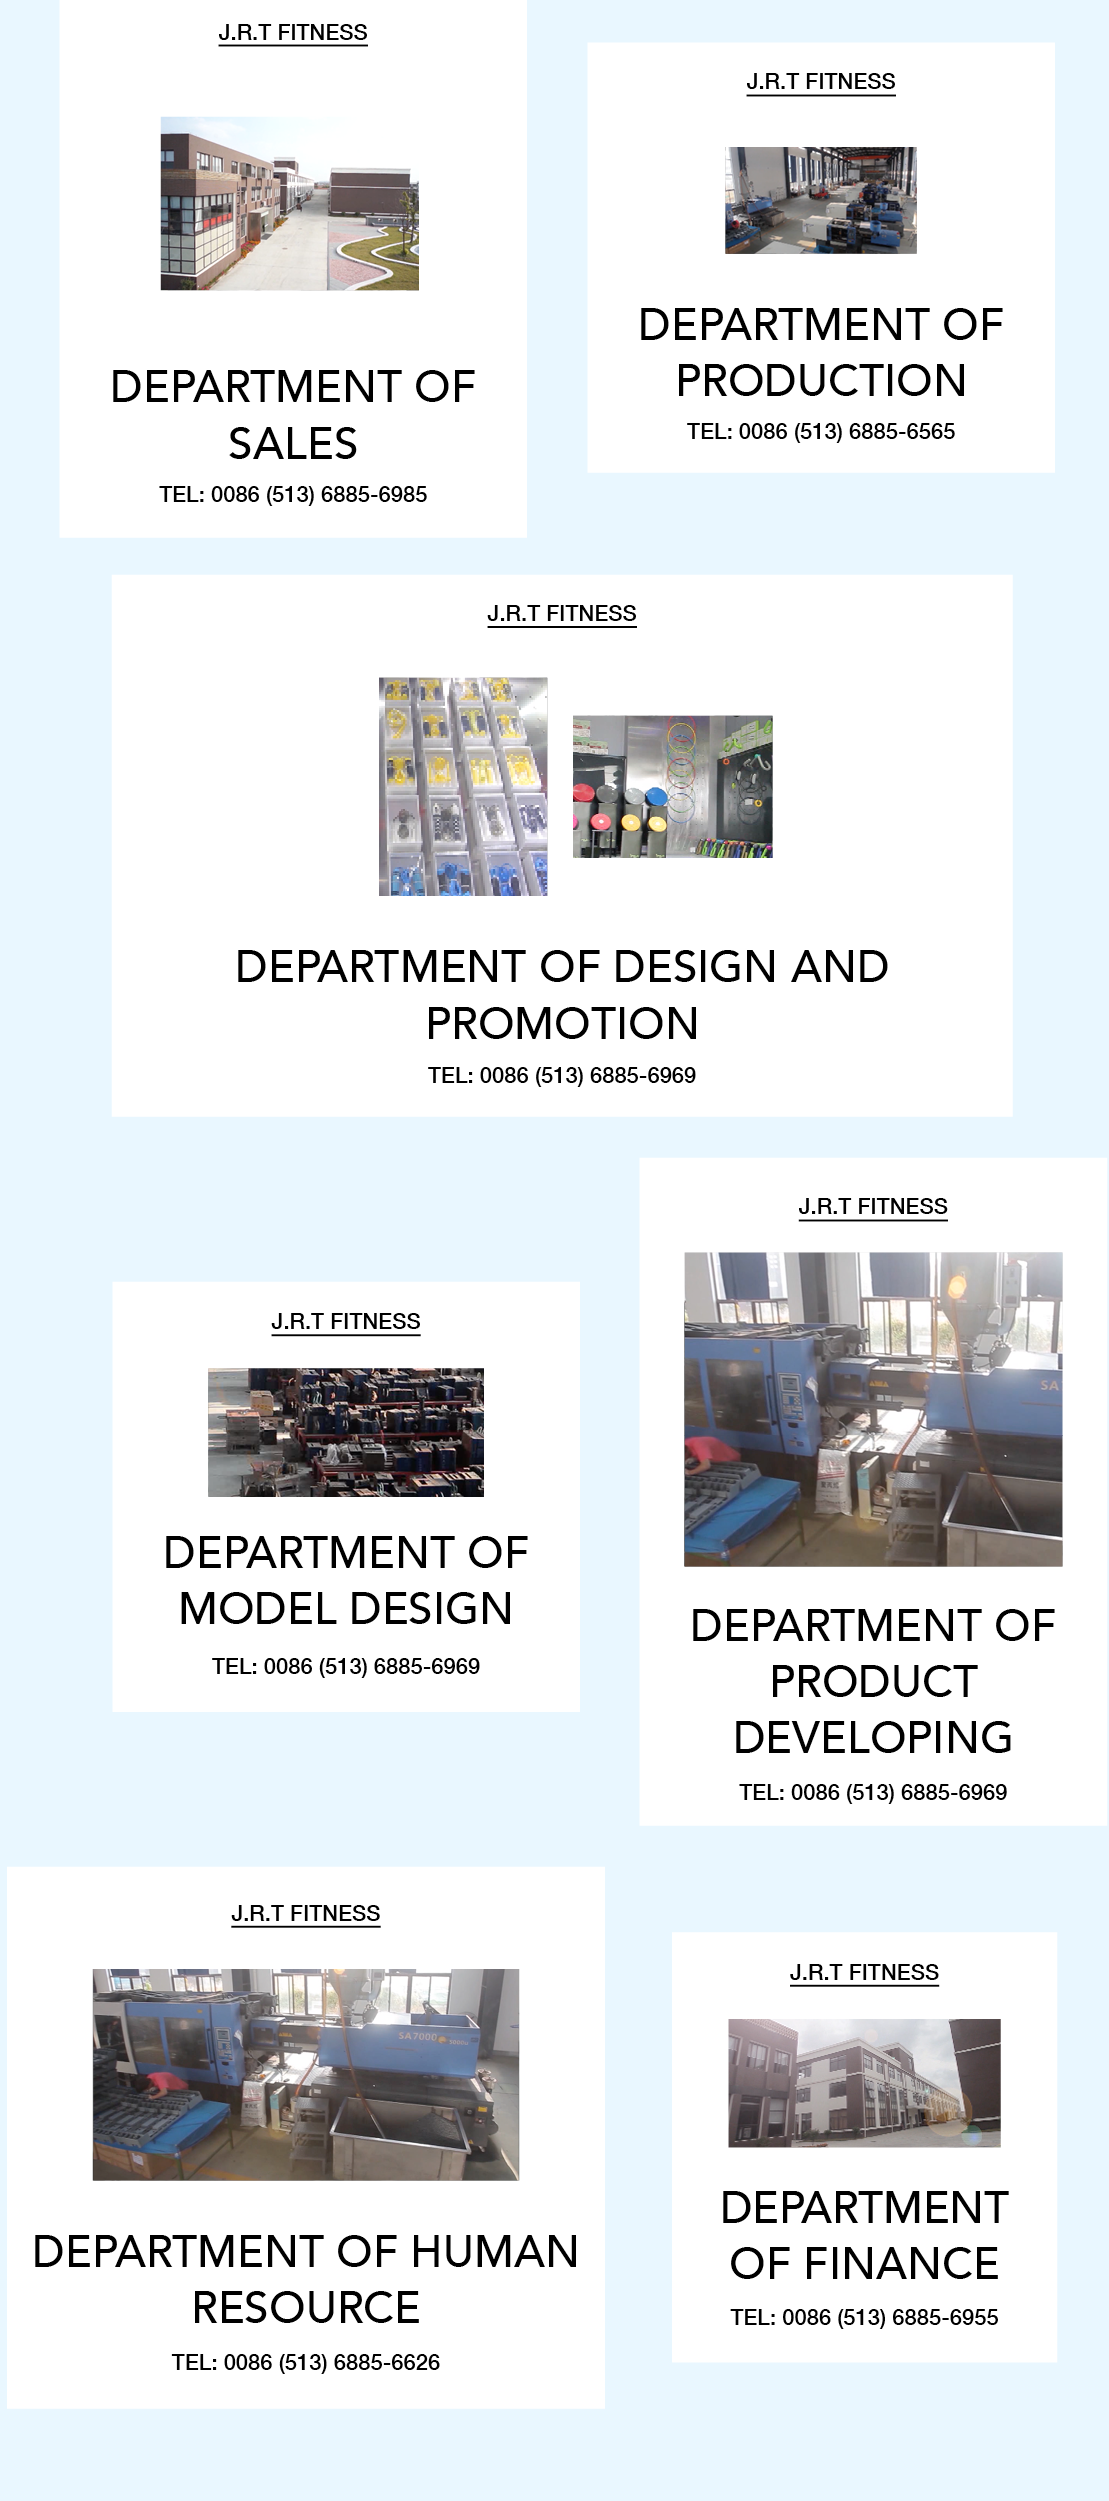 J.R.T FITNESS
DEPARTMENT OF
SALES
TEL: 0086 (513) 6885-6985
J.R.T FITNESS
DEPARTMENT OF
PRODUCTION
TEL: 0086 (513) 6885-6565
J.R.T FITNESS
DEPARTMENT OF DESIGN AND
PROMOTION
TEL: 0086 (513) 6885-6969
J.R.T FITNESS
DEPARTMENT OF
MODEL DESIGN
TEL: 0086 (513) 6885-6969
J.R.T FITNESS
SA
DEPARTMENT OF
PRODUCT
DEVELOPING
TEL: 0086 (513) 6885-6969
J.R.T FITNESS
SA7000
DEPARTMENT OF HUMAN
RESOURCE
TEL: 0086 (513) 6885-6626
J.R.T FITNESS
DEPARTMENT
OF FINANCE
TEL: 0086 (513) 6885-6955